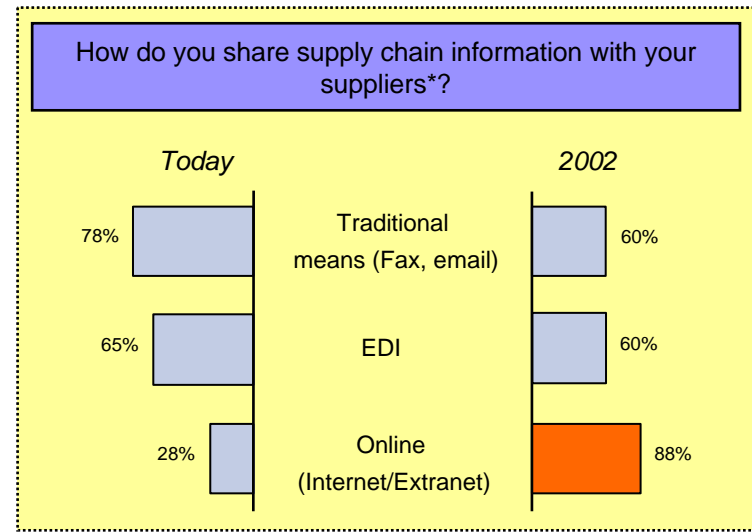 How do you share supply chain information with your
suppliers*?
Today
2002
78%
Traditional
means (Fax, email)
60%
65%
EDI
60%
28%
Online
(Internet/Extranet)
88%